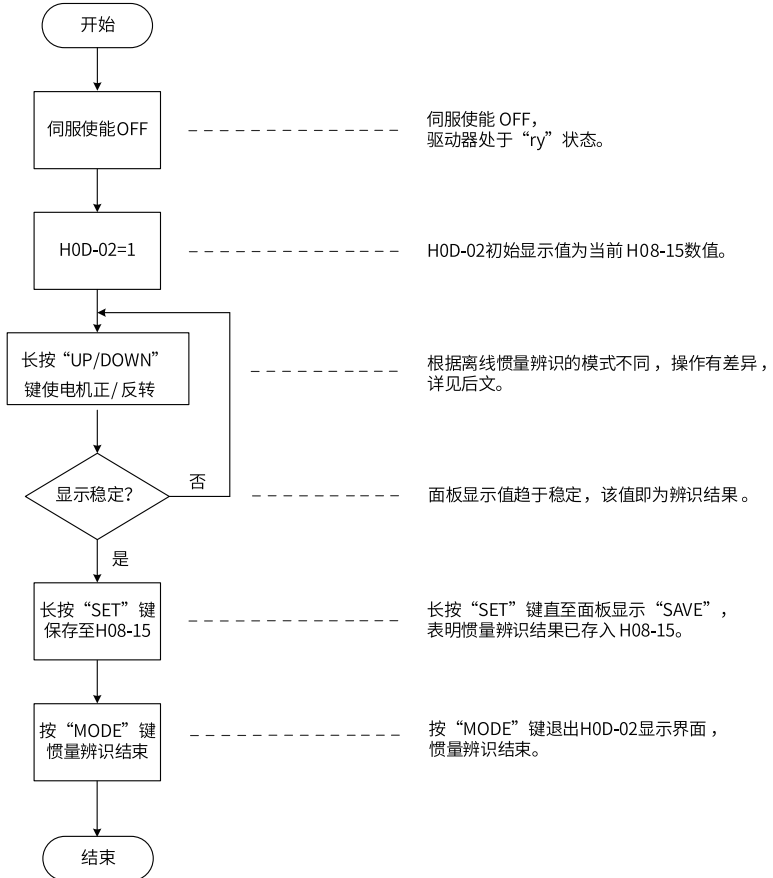 开始
伺服使能OFF
伺服使能 OFF，
驱动器处于“ry”状态。
H0D-02=1
H0D-02初始显示值为当前 H08-15数值。
长按“UP/DOWN”
键使电机正/反转
根据离线惯量辨识的模式不同，操作有差异，
详见后文。
显示稳定？
否
面板显示值趋于稳定，该值即为辨识结果。
是
长按“SET”键
保存至H08-15
长按“SET”键直至面板显示“SAVE”，
表明惯量辨识结果已存入 H08-15。
按“MODE”键
惯量辨识结束
按“MODE”键退出H0D-02显示界面，
惯量辨识结束。
结束